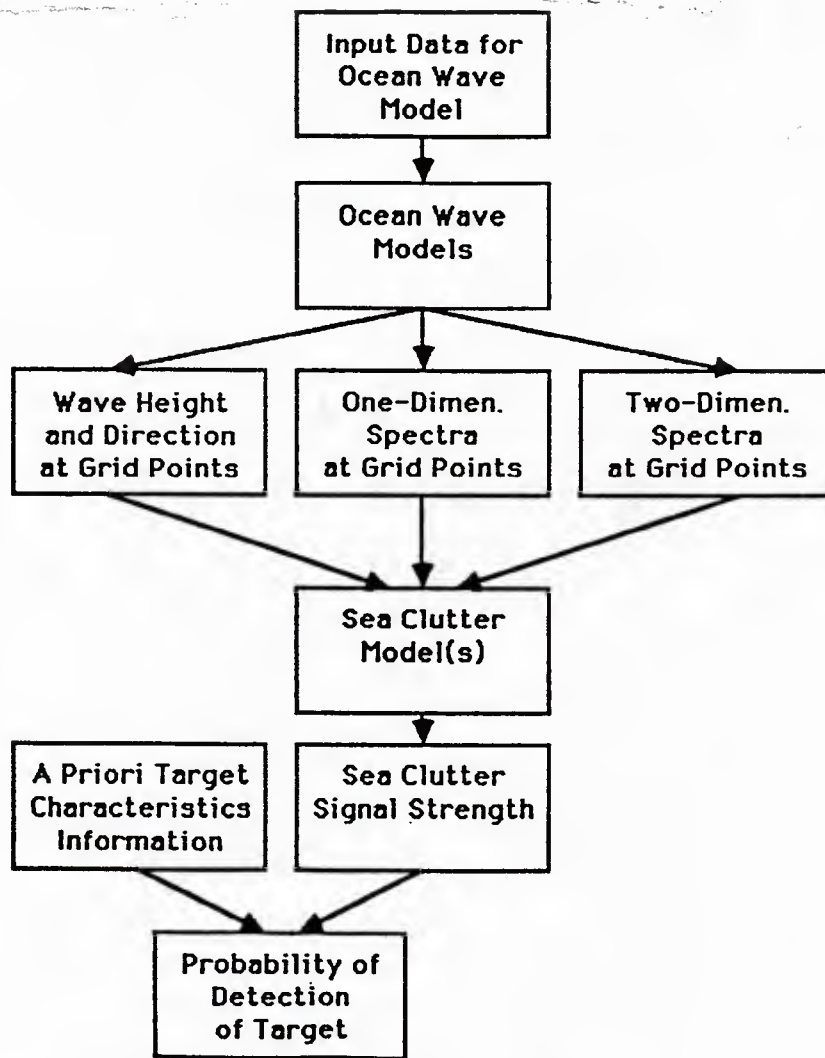 Input Data for
Ocean Wave
Model
Ocean Wave
Models
Wave Height
and Direction
at Grid Points
One-Dimen.
Spectra
at Grid Points
Two-Dimen.
Spectra
at Grid Points
Sea Clutter
Model(s)
A Priori Target
Characteristics
Information
Sea Clutter
Signal Strength
Probability of
Detection
of Target